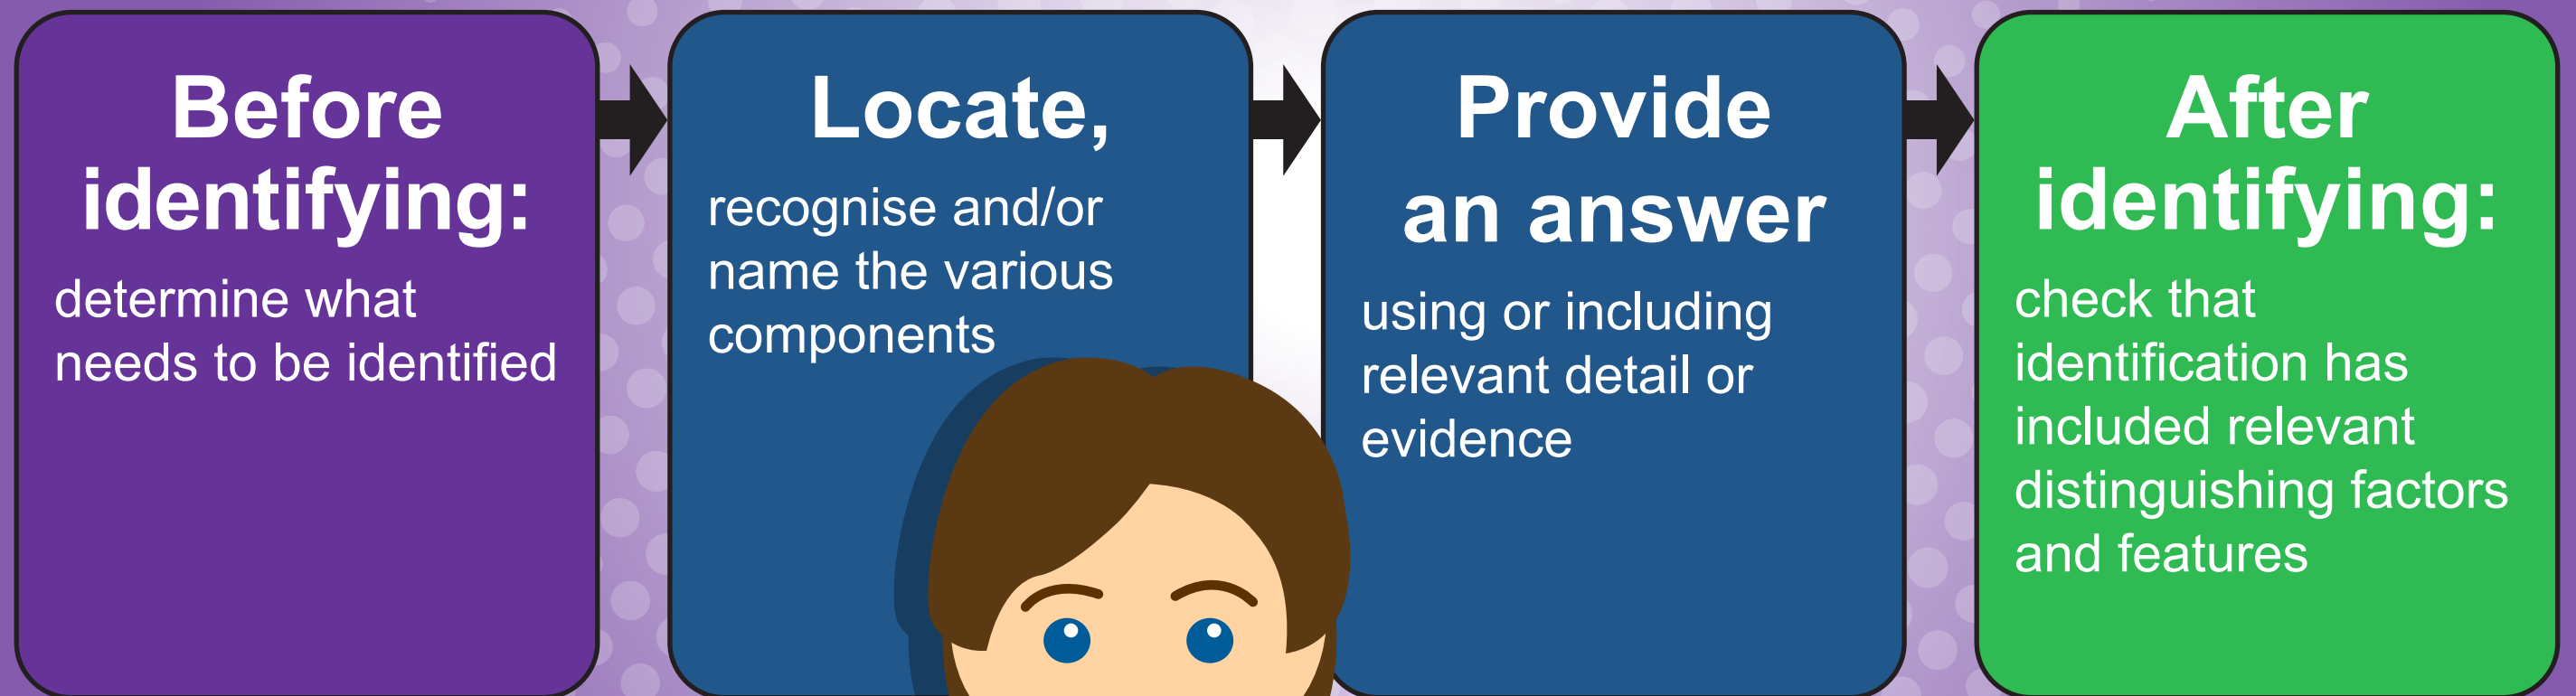 Before
identifying:
determine what
needs to be identified
Locate,
recognise and/or
name the various
components
Provide
an answer
using or including
relevant detail or
evidence
After
identifying:
check that
identification has
included relevant
distinguishing factors
and features